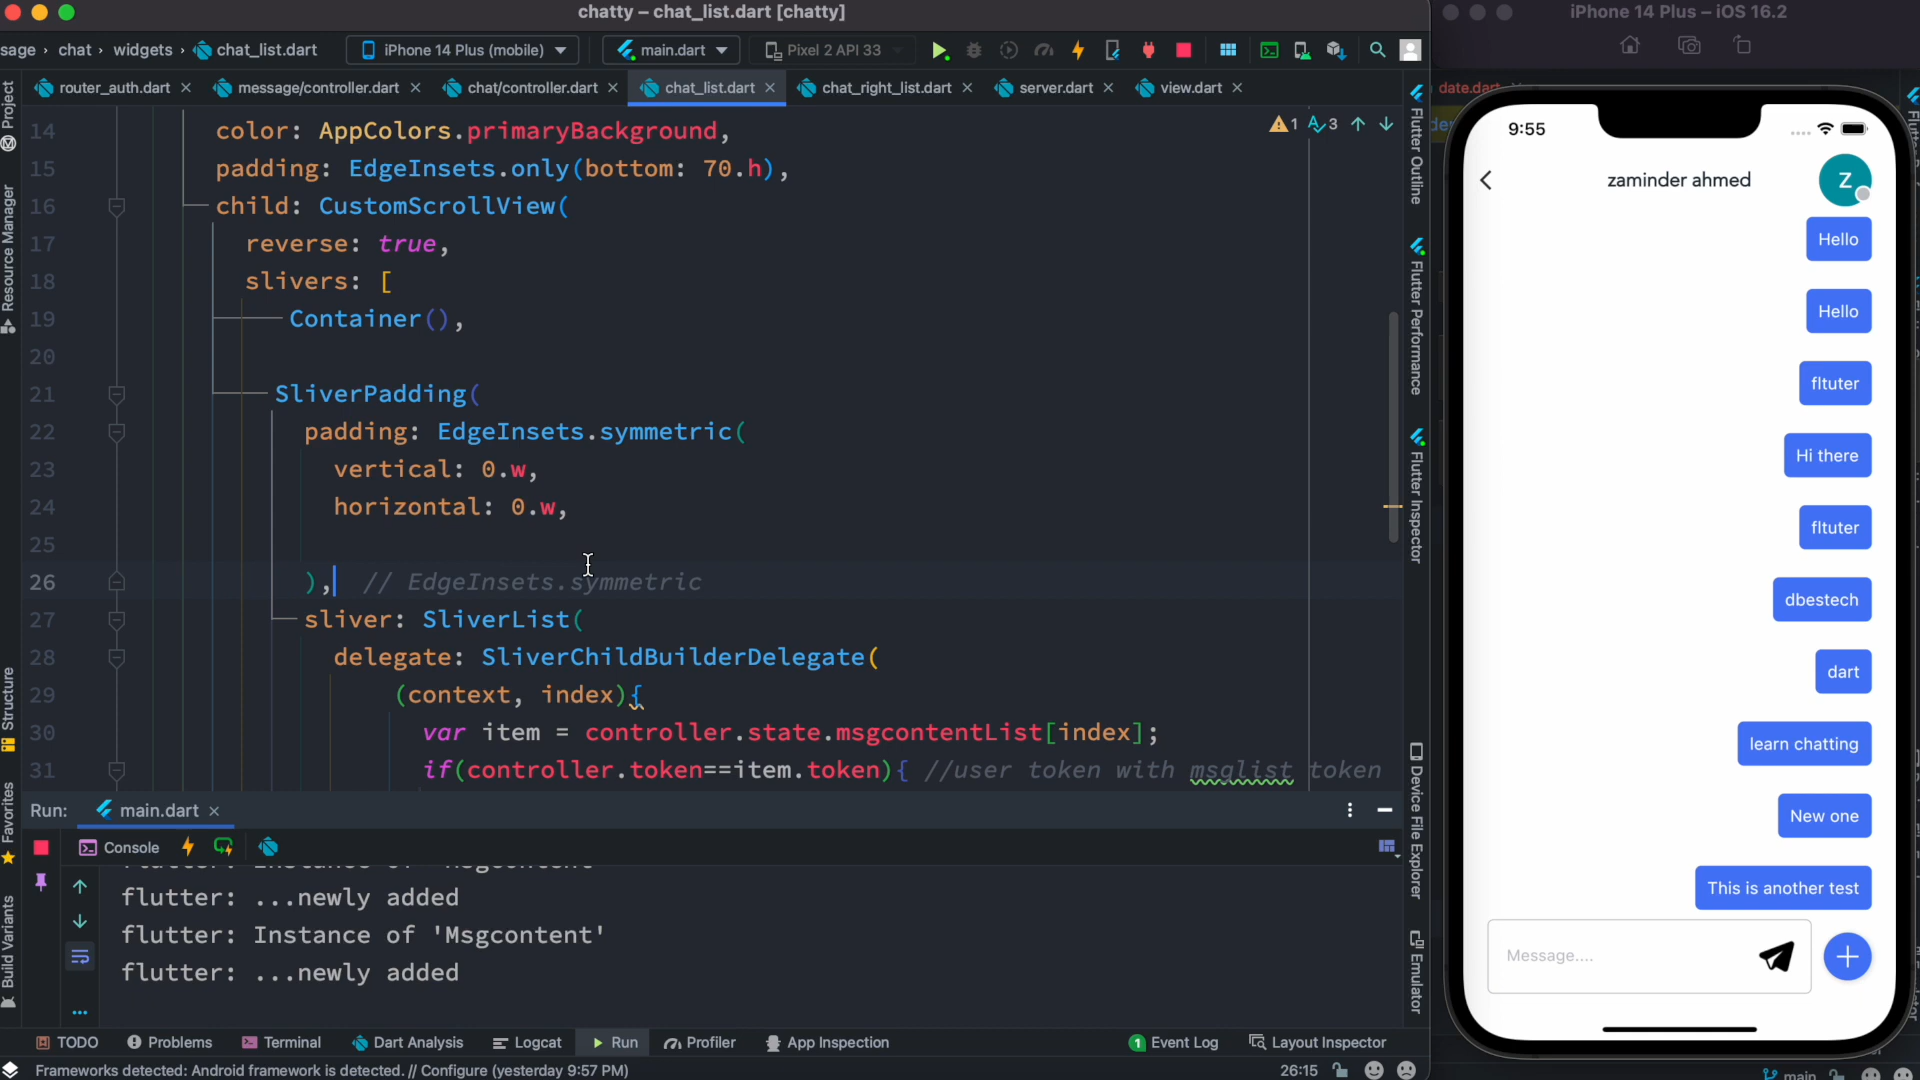 chatty – chat_list.dart [chatty]
iPhone 14 Plus – iOS 16.2
sage › chat › widgets › chat_list.dart
iPhone 14 Plus (mobile)
main.dart
Pixel 2 API 33
router_auth.dart
message/controller.dart
chat/controller.dart
chat_list.dart
chat_right_list.dart
server.dart
view.dart
date.dart
Project
Resource Manager
Structure
Favorites
Build Variants
14 color: AppColors.primaryBackground,
15 padding: EdgeInsets.only(bottom: 70.h),
16 child: CustomScrollView(
17 reverse: true,
18 slivers: [
19 Container(),
20
21 SliverPadding(
22 padding: EdgeInsets.symmetric(
23 vertical: 0.w,
24 horizontal: 0.w,
25
26 ), // EdgeInsets.symmetric
27 sliver: SliverList(
28 delegate: SliverChildBuilderDelegate(
29 (context, index){
30 var item = controller.state.msgcontentList[index];
31 if(controller.token==item.token){ //user token with msglist token
1 3
Flutter Outline
Flutter Performance
Flutter Inspector
Device File Explorer
Emulator
Run: main.dart
Console
flutter: Instance of 'Msgcontent'
flutter: ...newly added
flutter: Instance of 'Msgcontent'
flutter: ...newly added
TODO
Problems
Terminal
Dart Analysis
Logcat
Run
Profiler
App Inspection
1 Event Log
Layout Inspector
Frameworks detected: Android framework is detected. // Configure (yesterday 9:57 PM)
26:15
main
9:55
zaminder ahmed
Z
Hello
Hello
fltuter
Hi there
fltuter
dbestech
dart
learn chatting
New one
This is another test
Message....